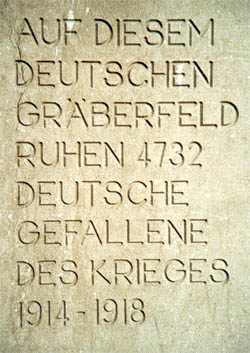 AUF DIESEM
DEUTSCHEN
GRÄBERFELD
RUHEN 4732
DEUTSCHE
GEFALLENE
DES KRIEGES
1914-1918